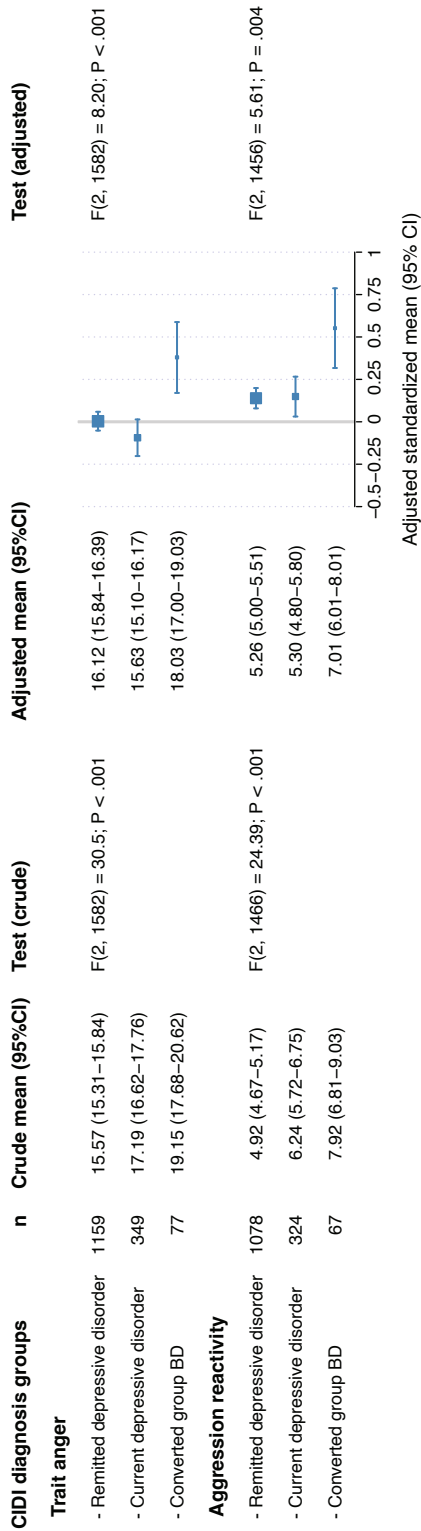 CIDI diagnosis groups n Crude mean (95%CI) Test (crude) Adjusted mean (95%CI) Test (adjusted)
Trait anger
- Remitted depressive disorder 1159 15.57 (15.31−15.84) F(2, 1582) = 30.5; P < .001 16.12 (15.84−16.39) F(2, 1582) = 8.20; P < .001
- Current depressive disorder 349 17.19 (16.62−17.76) 15.63 (15.10−16.17)
- Converted group BD 77 19.15 (17.68−20.62) 18.03 (17.00−19.03)
Aggression reactivity
- Remitted depressive disorder 1078 4.92 (4.67−5.17) F(2, 1466) = 24.39; P < .001 5.26 (5.00−5.51) F(2, 1456) = 5.61; P = .004
- Current depressive disorder 324 6.24 (5.72−6.75) 5.30 (4.80−5.80)
- Converted group BD 67 7.92 (6.81−9.03) 7.01 (6.01−8.01)
−0.5 −0.25 0 0.25 0.5 0.75 1
Adjusted standardized mean (95% CI)